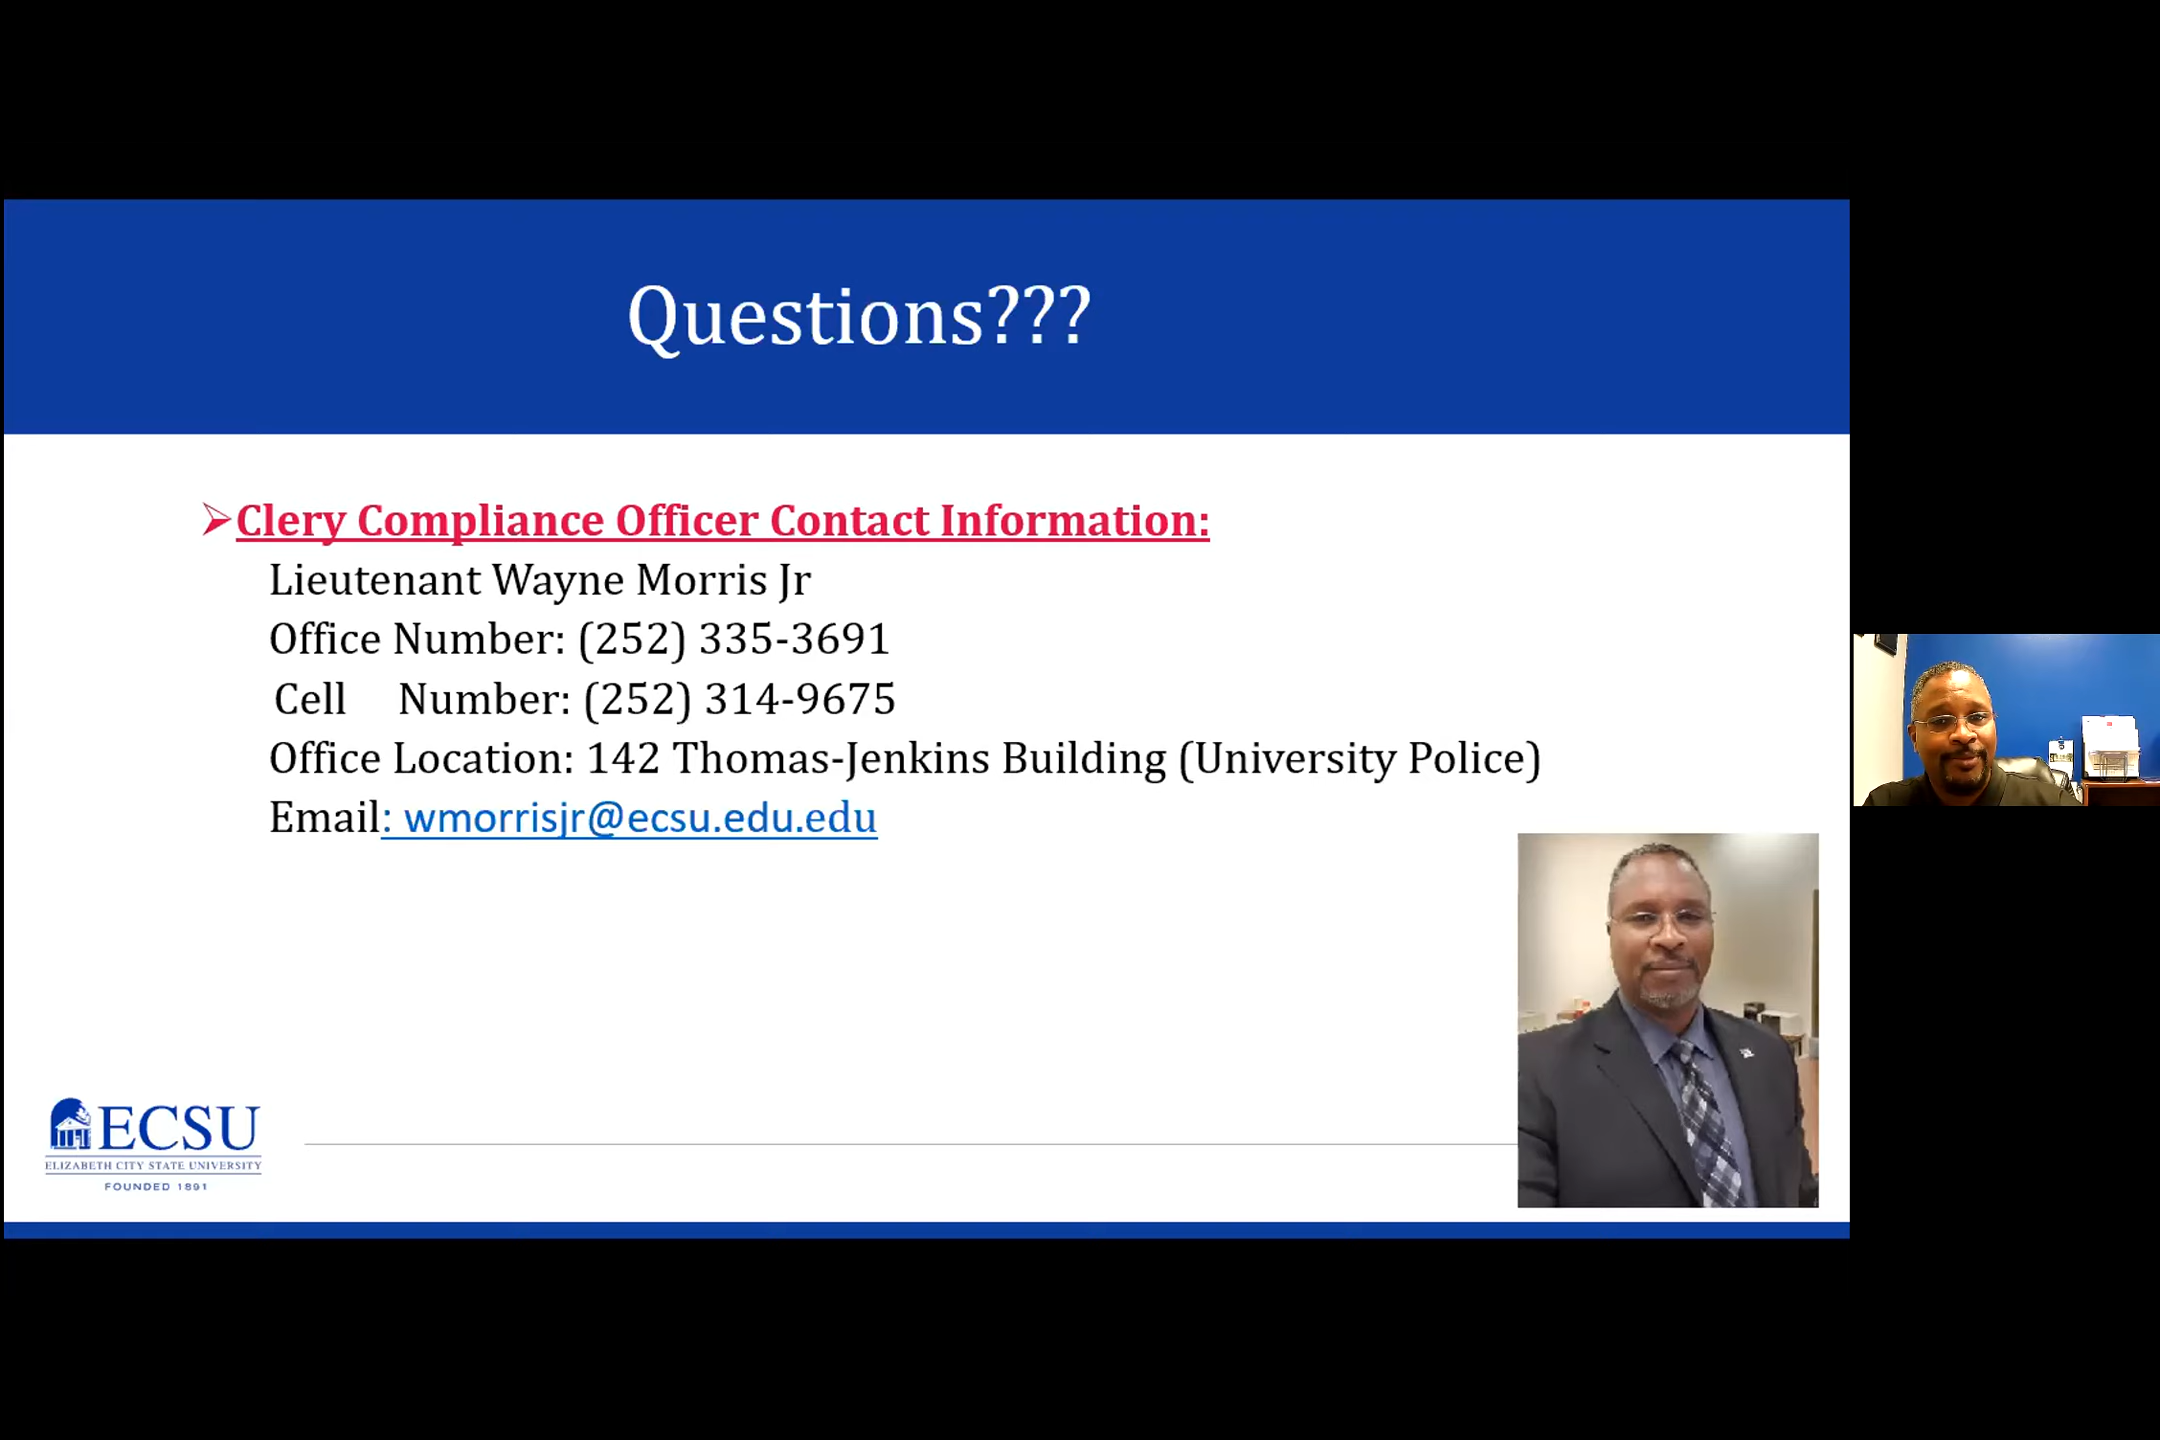 Questions???
➢Clery Compliance Officer Contact Information:
Lieutenant Wayne Morris Jr
Office Number: (252) 335-3691
Cell Number: (252) 314-9675
Office Location: 142 Thomas-Jenkins Building (University Police)
Email: wmorrisjr@ecsu.edu.edu
ECSU
ELIZABETH CITY STATE UNIVERSITY
FOUNDED 1891